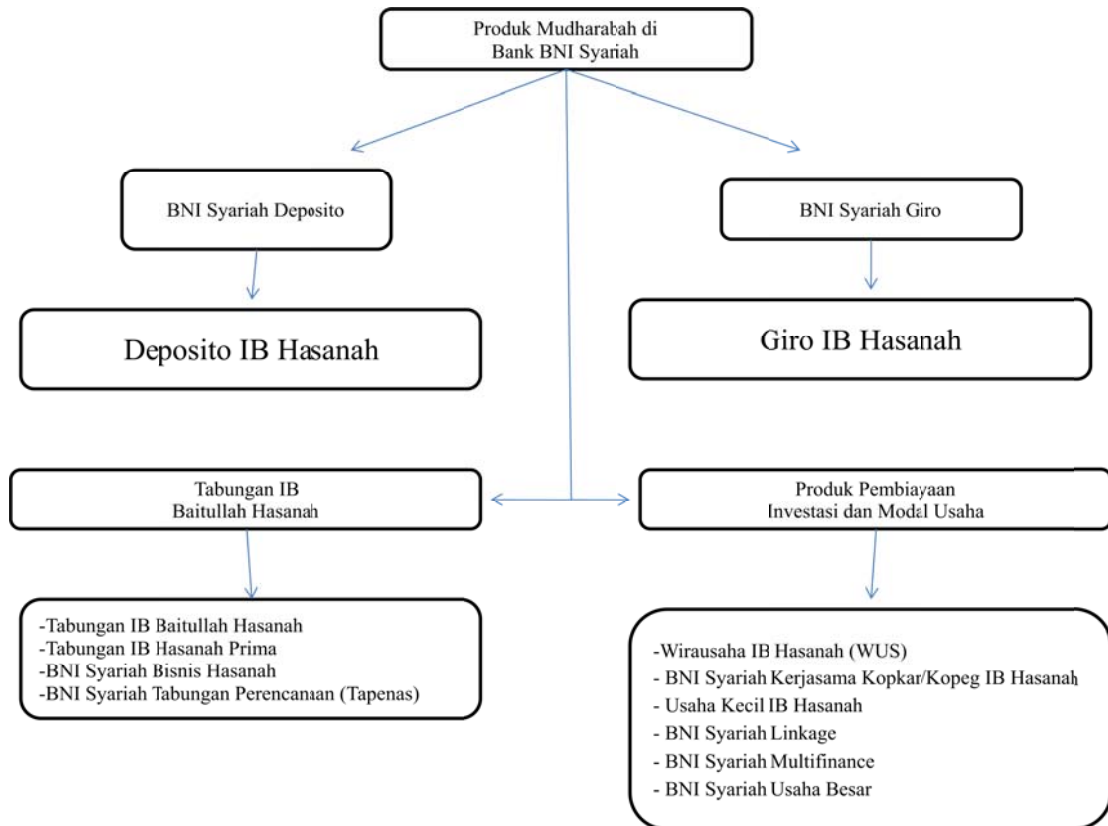 Produk Mudharabah di
Bank BNI Syariah
BNI Syariah Deposito
BNI Syariah Giro
Deposito IB Hasanah
Giro IB Hasanah
Tabungan IB
Baitullah Hasanah
Produk Pembiayaan
Investasi dan Modal Usaha
-Tabungan IB Baitullah Hasanah
-Tabungan IB Hasanah Prima
-BNI Syariah Bisnis Hasanah
-BNI Syariah Tabungan Perencanaan (Tapenas)
-Wirausaha IB Hasanah (WUS)
- BNI Syariah Kerjasama Kopkar/Kopeg IB Hasanah
- Usaha Kecil IB Hasanah
- BNI Syariah Linkage
- BNI Syariah Multifinance
- BNI Syariah Usaha Besar